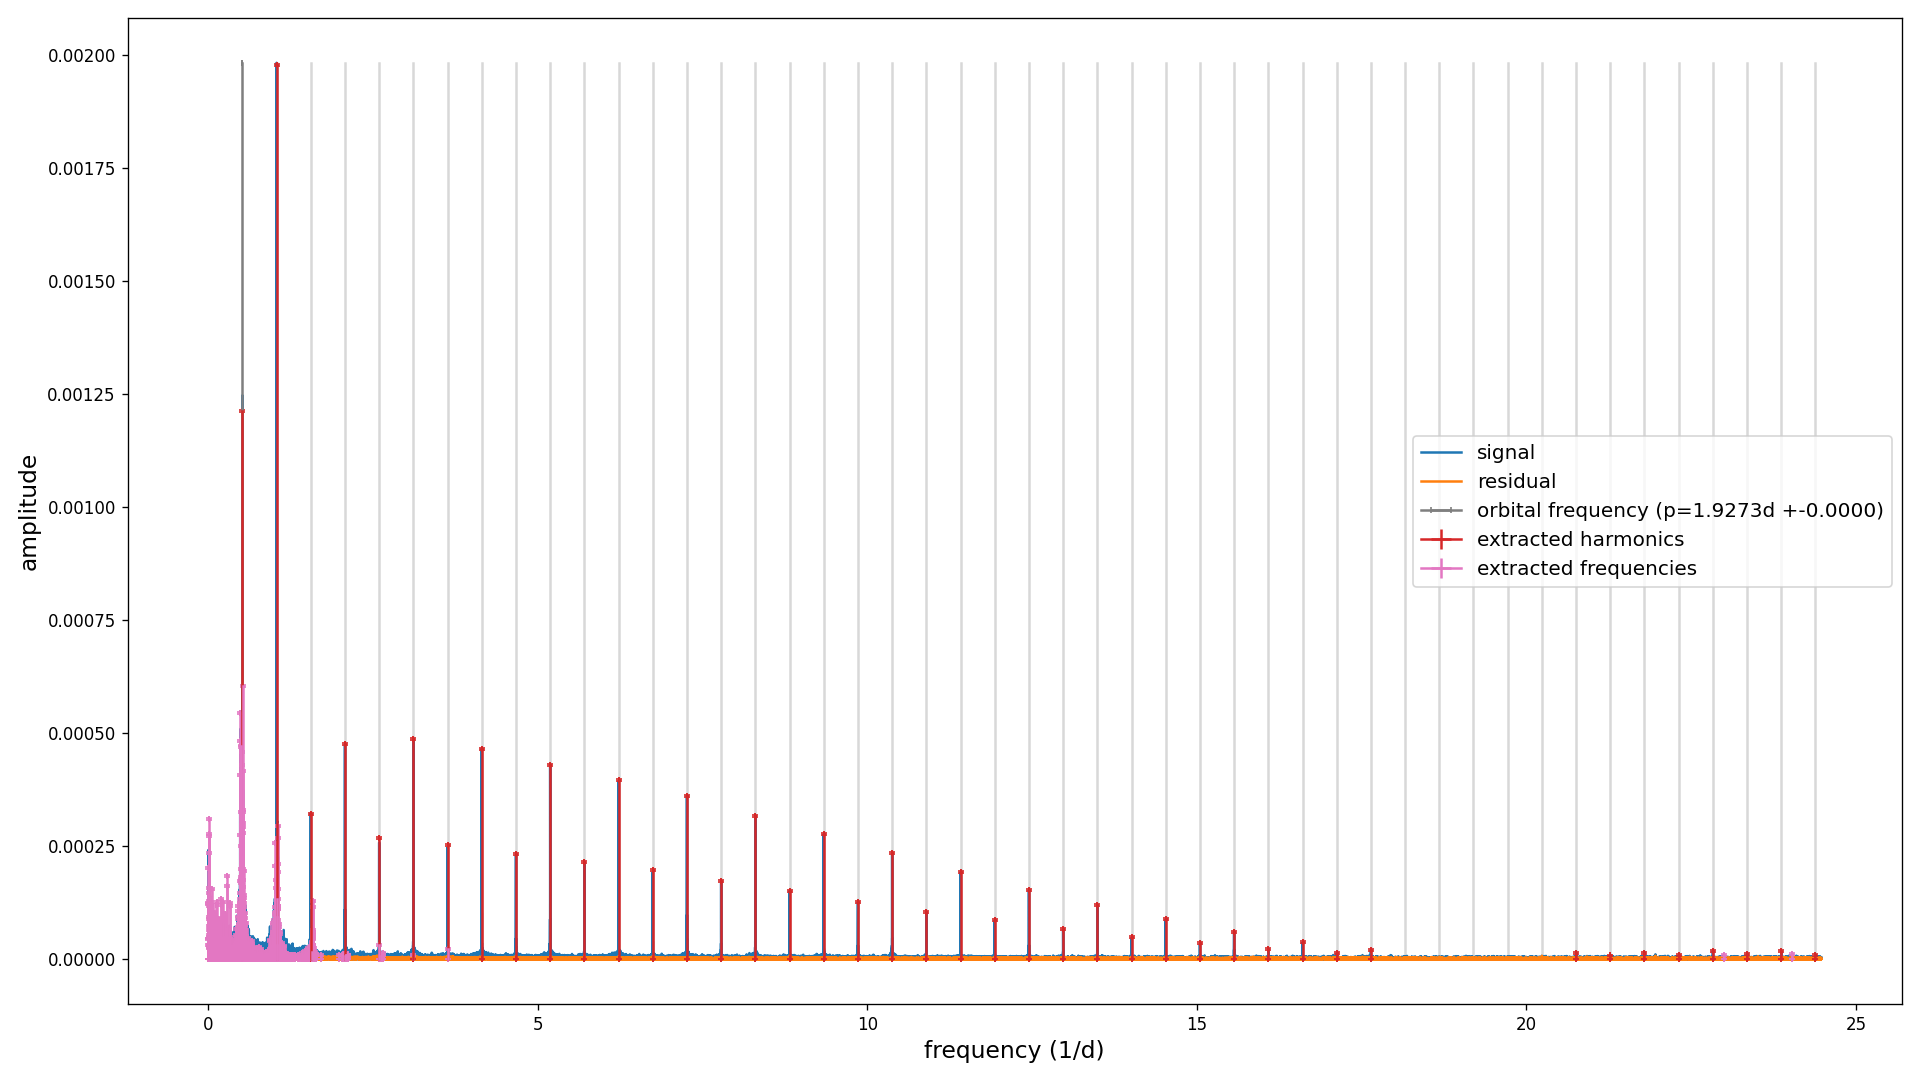 0.00200
0.00175
0.00150
0.00125
0.00100
0.00075
0.00050
0.00025
0.00000
amplitude
signal
residual
orbital frequency (p=1.9273d +-0.0000)
extracted harmonics
extracted frequencies
0 5 10 15 20 25
frequency (1/d)